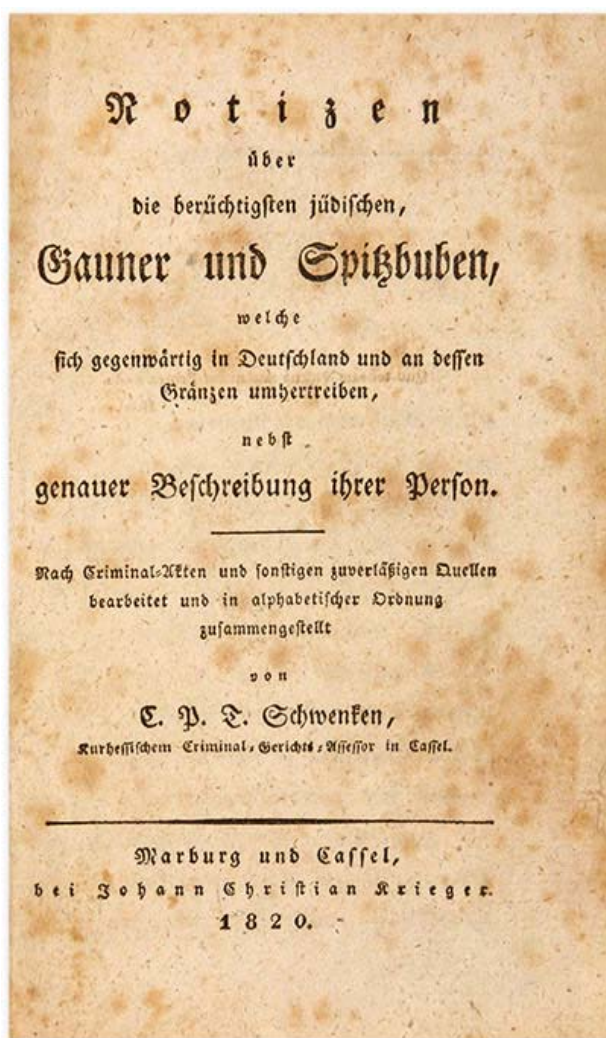 Notizen
über
die berüchtigsten jüdischen,
Gauner und Spitzbuben,
welche
sich gegenwärtig in Deutschland und an dessen
Gränzen umhertreiben,
nebst
genauer Beschreibung ihrer Person.
Nach Criminal-Akten und sonstigen zuverläßigen Quellen
bearbeitet und in alphabetischer Ordnung
zusammengestellt
von
C. P. T. Schwenken,
Kurhessischem Criminal-Gerichts-Assessor in Cassel.
Marburg und Cassel,
bei Johann Christian Krieger.
1820.